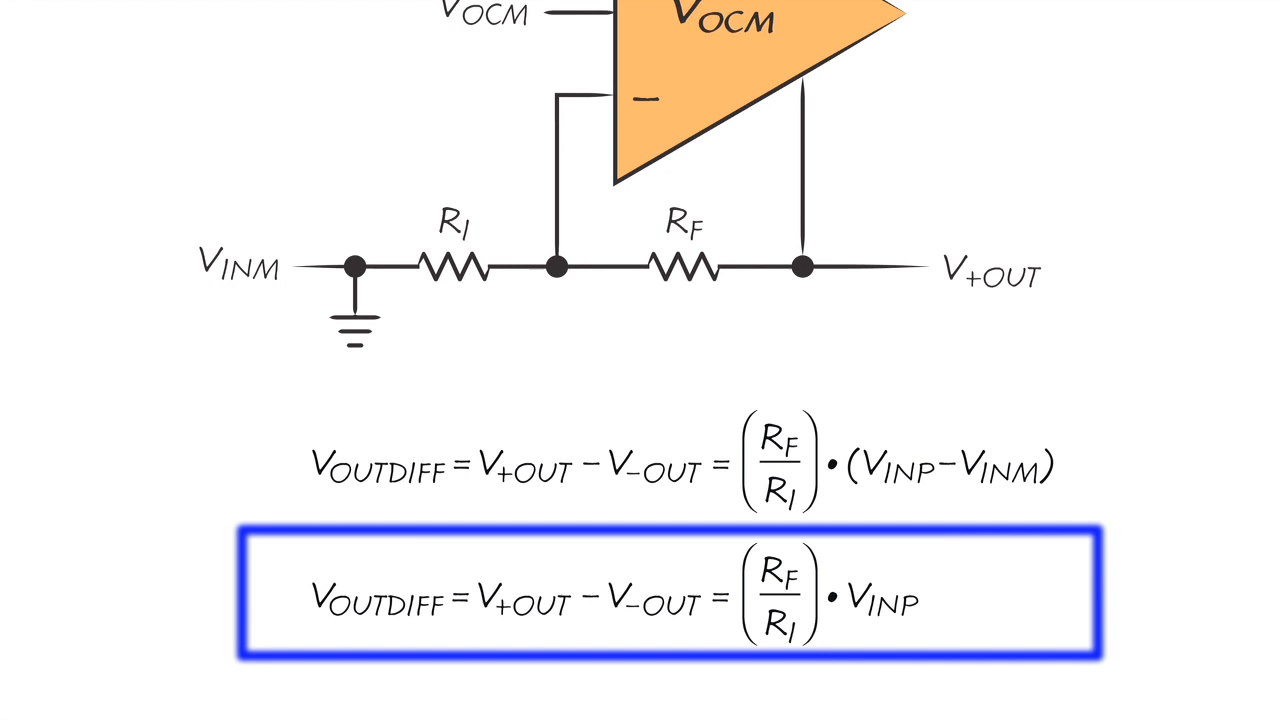 VOCM VOCM
−
RI RF
VINM V+OUT
VOUTDIFF = V+OUT − V−OUT = (RF/RI) • (VINP−VINM)
VOUTDIFF = V+OUT − V−OUT = (RF/RI) • VINP